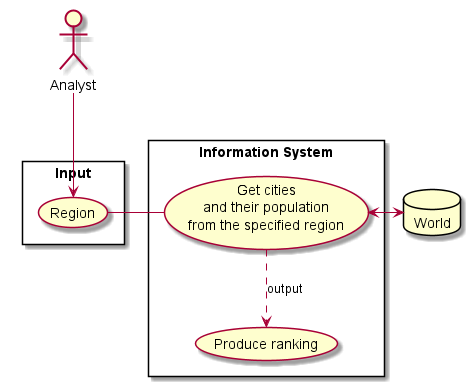 Analyst
Input
Region
Information System
Get cities
and their population
from the specified region
World
output
Produce ranking